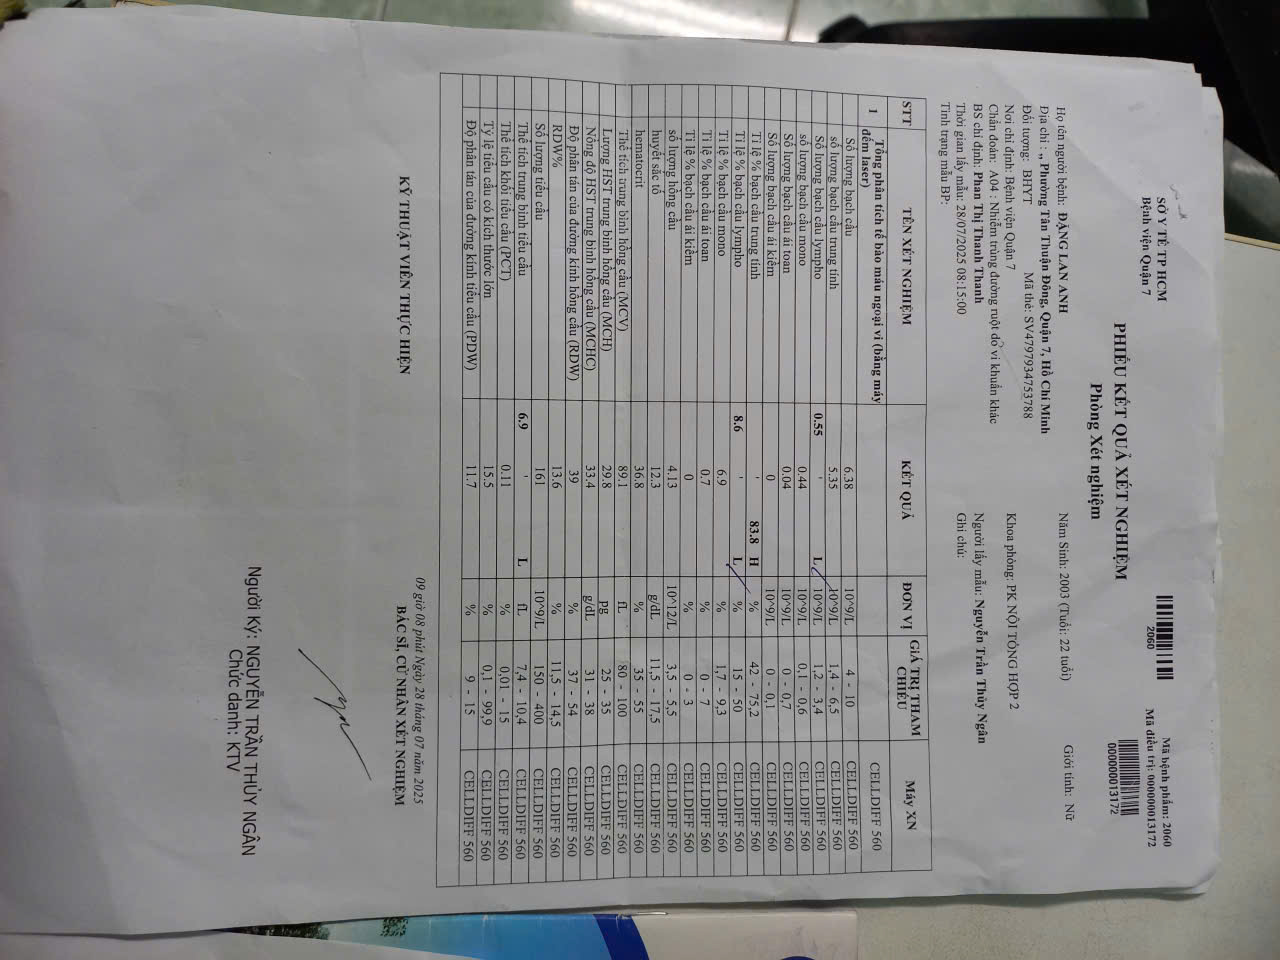 SỞ Y TẾ TP HCM
Bệnh viện Quận 7
2060
Mã bệnh phẩm: 2060
Mã điều trị: 000000013172
000000013172
PHIẾU KẾT QUẢ XÉT NGHIỆM
Phòng Xét nghiệm
Họ tên người bệnh: ĐẶNG LAN ANH Năm Sinh: 2003 (Tuổi: 22 tuổi) Giới tính: Nữ
Địa chỉ : ,, Phường Tân Thuận Đông, Quận 7, Hồ Chí Minh
Đối tượng: BHYT Mã thẻ: SV4797934753788
Nơi chỉ định: Bệnh viện Quận 7 Khoa phòng: PK NỘI TỔNG HỢP 2
Chẩn đoán: A04 : Nhiễm trùng đường ruột do vi khuẩn khác
BS chỉ định: Phan Thị Thanh Thanh Người lấy mẫu: Nguyễn Trần Thùy Ngân
Thời gian lấy mẫu: 28/07/2025 08:15:00 Ghi chú:
Tình trạng mẫu BP:
STT TÊN XÉT NGHIỆM KẾT QUẢ ĐƠN VỊ GIÁ TRỊ THAM CHIẾU Máy XN
1 Tổng phân tích tế bào máu ngoại vi (bằng máy đếm laser) CELLDIFF 560
Số lượng bạch cầu 6.38 10^9/L 4 - 10 CELLDIFF 560
số lượng bạch cầu trung tính 5.35 10^9/L 1,4 - 6,5 CELLDIFF 560
Số lượng bạch cầu lympho 0.55 ' L 10^9/L 1,2 - 3,4 CELLDIFF 560
số lượng bạch cầu mono 0.44 10^9/L 0,1 - 0,6 CELLDIFF 560
Số lượng bạch cầu ái toan 0.04 10^9/L 0 - 0,7 CELLDIFF 560
Số lượng bạch cầu ái kiềm 0 10^9/L 0 - 0,1 CELLDIFF 560
Tỉ lệ % bạch cầu trung tính ' 83.8 H % 42 - 75,2 CELLDIFF 560
Tỉ lệ % bạch cầu lympho 8.6 ' L % 15 - 50 CELLDIFF 560
Tỉ lệ % bạch cầu mono 6.9 % 1,7 - 9,3 CELLDIFF 560
Tỉ lệ % bạch cầu ái toan 0.7 % 0 - 7 CELLDIFF 560
Tỉ lệ % bạch cầu ái kiềm 0 % 0 - 3 CELLDIFF 560
số lượng hồng cầu 4.13 10^12/L 3,5 - 5,5 CELLDIFF 560
huyết sắc tố 12.3 g/dL 11,5 - 17,5 CELLDIFF 560
hematocrit 36.8 % 35 - 55 CELLDIFF 560
Thể tích trung bình hồng cầu (MCV) 89.1 fL 80 - 100 CELLDIFF 560
Lượng HST trung bình hồng cầu (MCH) 29.8 pg 25 - 35 CELLDIFF 560
Nồng độ HST trung bình hồng cầu (MCHC) 33.4 g/dL 31 - 38 CELLDIFF 560
Độ phân tán của đường kính hồng cầu (RDW) 39 % 37 - 54 CELLDIFF 560
RDW% 13.6 % 11,5 - 14,5 CELLDIFF 560
Số lượng tiểu cầu 161 10^9/L 150 - 400 CELLDIFF 560
Thể tích trung bình tiểu cầu 6.9 ' L fL 7,4 - 10,4 CELLDIFF 560
Thể tích khối tiểu cầu (PCT) 0.11 % 0,01 - 15 CELLDIFF 560
Tỷ lệ tiểu cầu có kích thước lớn 15.5 % 0,1 - 99,9 CELLDIFF 560
Độ phân tán của đường kính tiểu cầu (PDW) 11.7 % 9 - 15 CELLDIFF 560
09 giờ 08 phút Ngày 28 tháng 07 năm 2025
KỸ THUẬT VIÊN THỰC HIỆN BÁC SĨ, CỬ NHÂN XÉT NGHIỆM
Người Ký: NGUYỄN TRẦN THÙY NGÂN
Chức danh: KTV